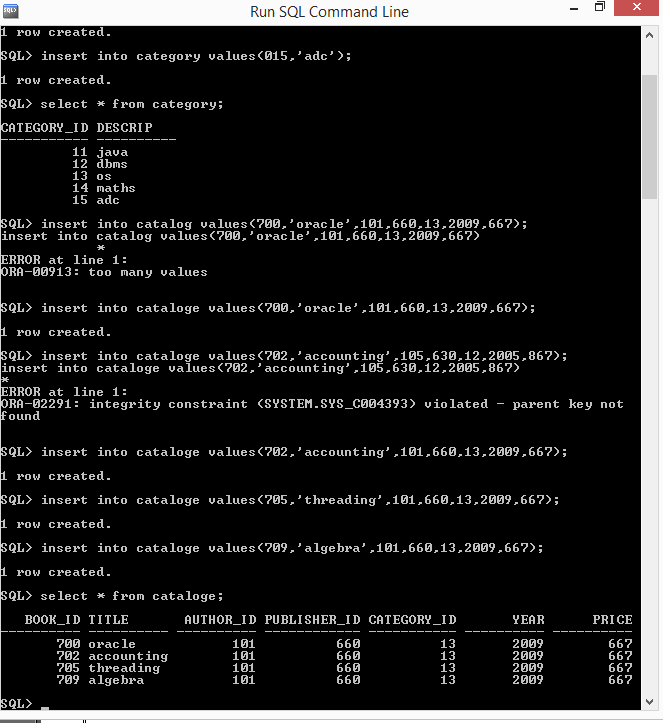 Run SQL Command Line
1 row created.
SQL> insert into category values(015,'adc');
1 row created.
SQL> select * from category;
CATEGORY_ID DESCRIP
----------- ----------
11 java
12 dbms
13 os
14 maths
15 adc
SQL> insert into catalog values(700,'oracle',101,660,13,2009,667);
insert into catalog values(700,'oracle',101,660,13,2009,667)
*
ERROR at line 1:
ORA-00913: too many values
SQL> insert into cataloge values(700,'oracle',101,660,13,2009,667);
1 row created.
SQL> insert into cataloge values(702,'accounting',105,630,12,2005,867);
insert into cataloge values(702,'accounting',105,630,12,2005,867)
*
ERROR at line 1:
ORA-02291: integrity constraint (SYSTEM.SYS_C004393) violated - parent key not
found
SQL> insert into cataloge values(702,'accounting',101,660,13,2009,667);
1 row created.
SQL> insert into cataloge values(705,'threading',101,660,13,2009,667);
1 row created.
SQL> insert into cataloge values(709,'algebra',101,660,13,2009,667);
1 row created.
SQL> select * from cataloge;
BOOK_ID TITLE AUTHOR_ID PUBLISHER_ID CATEGORY_ID YEAR PRICE
---------- ---------- ---------- ------------ ----------- ---------- ----------
700 oracle 101 660 13 2009 667
702 accounting 101 660 13 2009 667
705 threading 101 660 13 2009 667
709 algebra 101 660 13 2009 667
SQL> _